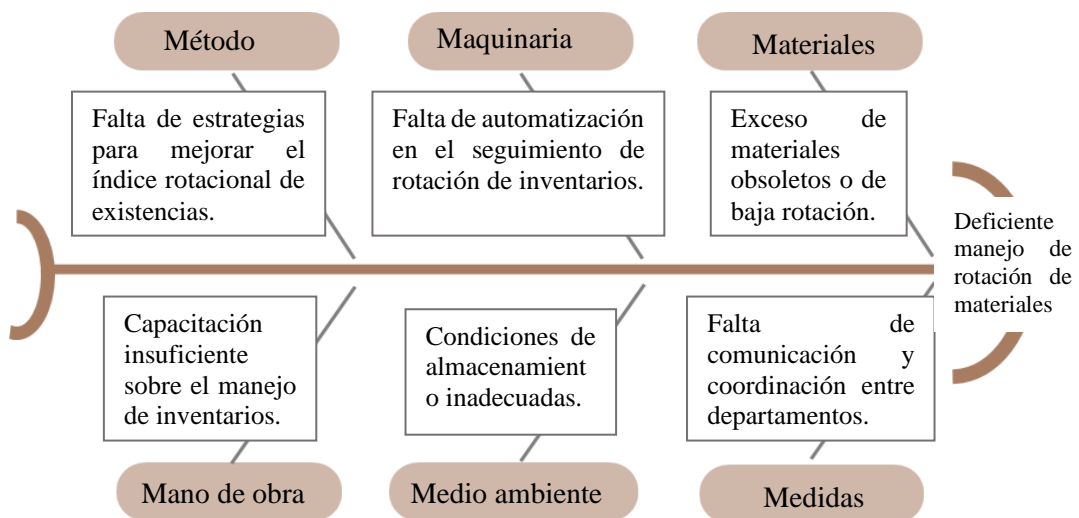 Método
Falta de estrategias
para mejorar el
índice rotacional de
existencias.
Maquinaria
Falta de automatización
en el seguimiento de
rotación de inventarios.
Materiales
Exceso de
materiales
obsoletos o de
baja rotación.
Deficiente
manejo de
rotación de
materiales
Capacitación
insuficiente
sobre el manejo
de inventarios.
Mano de obra
Condiciones de
almacenamient
o inadecuadas.
Medio ambiente
Falta de
comunicación y
coordinación entre
departamentos.
Medidas